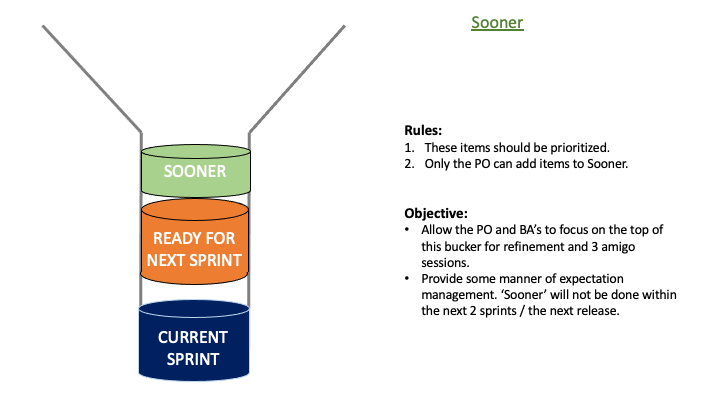 Sooner
SOONER
READY FOR
NEXT SPRINT
CURRENT
SPRINT
Rules:
1. These items should be prioritized.
2. Only the PO can add items to Sooner.
Objective:
• Allow the PO and BA’s to focus on the top of
this bucker for refinement and 3 amigo
sessions.
• Provide some manner of expectation
management. ‘Sooner’ will not be done within
the next 2 sprints / the next release.